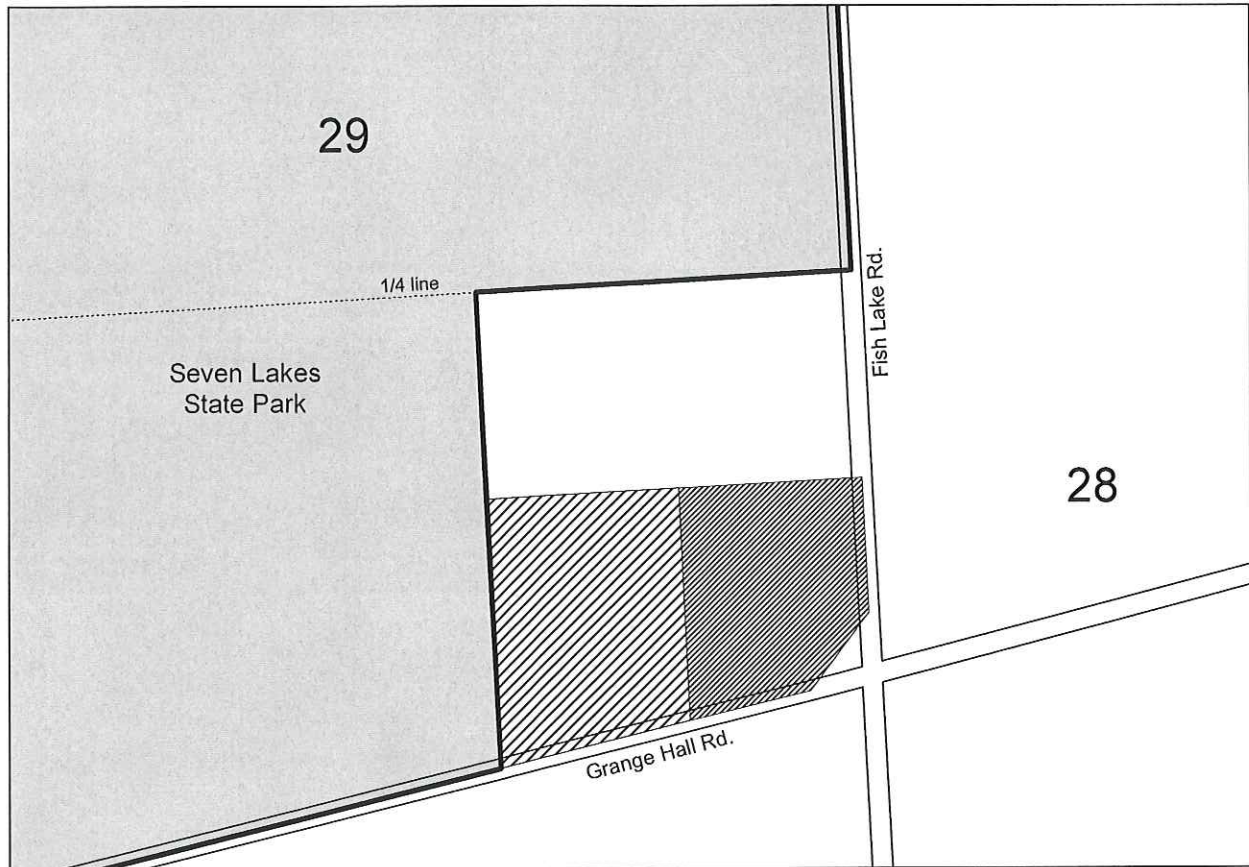 29
1/4 line
Fish Lake Rd.
Seven Lakes
State Park
28
Grange Hall Rd.